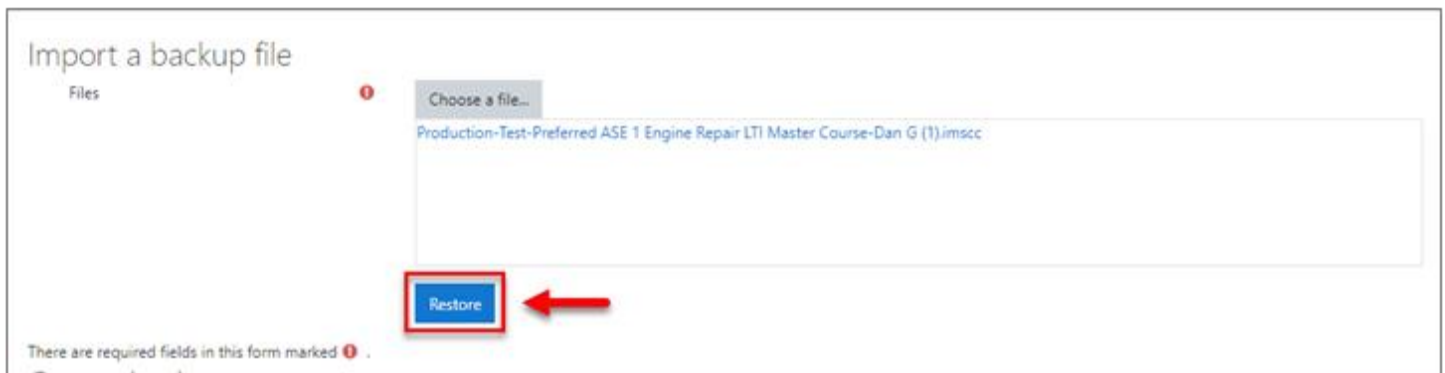 Import a backup file
Files
Choose a file...
Production-Test-Preferred ASE 1 Engine Repair LTI Master Course-Dan G (1).imscc
Restore
There are required fields in this form marked .